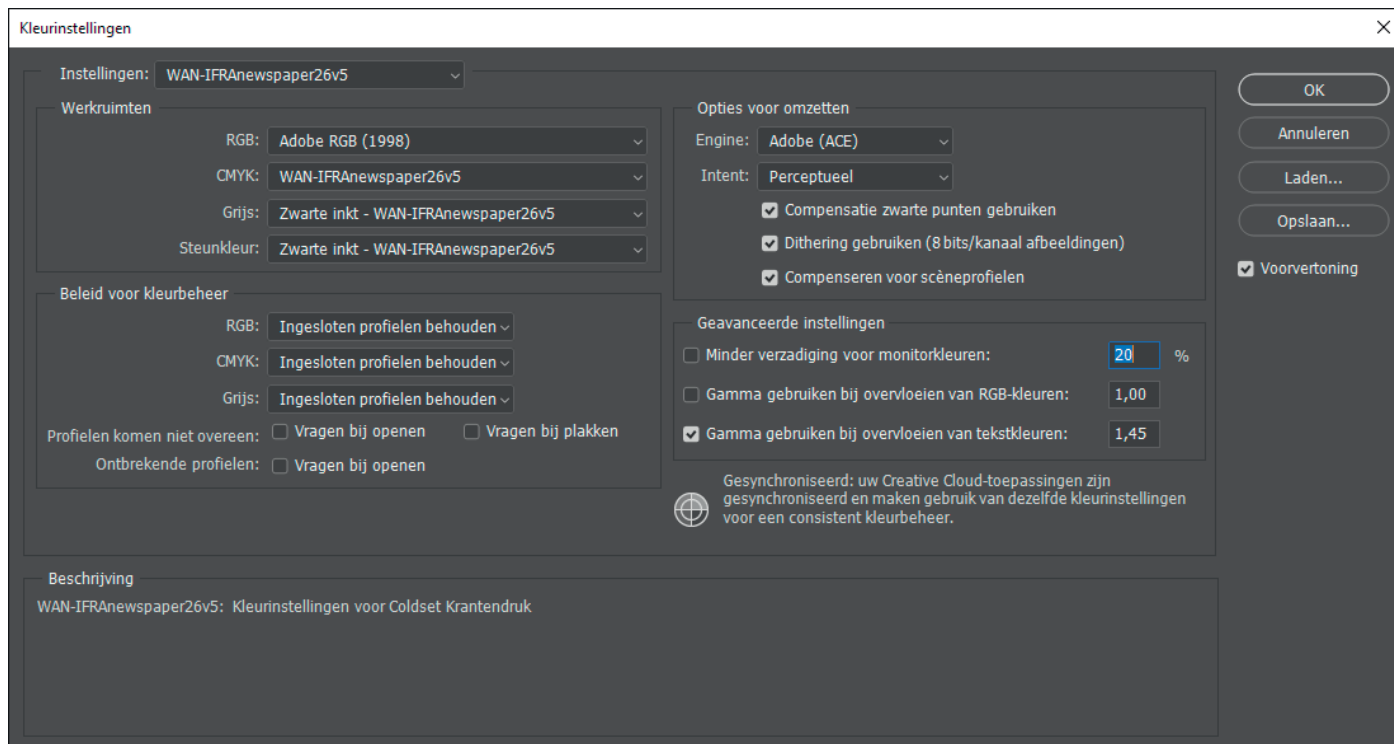 Kleurinstellingen
Instellingen: WAN-IFRAnewspaper26v5
Werkruimten
RGB: Adobe RGB (1998)
CMYK: WAN-IFRAnewspaper26v5
Grijs: Zwarte inkt - WAN-IFRAnewspaper26v5
Steunkleur: Zwarte inkt - WAN-IFRAnewspaper26v5
Beleid voor kleurbeheer
RGB: Ingesloten profielen behouden
CMYK: Ingesloten profielen behouden
Grijs: Ingesloten profielen behouden
Profielen komen niet overeen: Vragen bij openen Vragen bij plakken
Ontbrekende profielen: Vragen bij openen
Opties voor omzetten
Engine: Adobe (ACE)
Intent: Perceptueel
Compensatie zwarte punten gebruiken
Dithering gebruiken (8 bits/kanaal afbeeldingen)
Compenseren voor scèneprofielen
Geavanceerde instellingen
Minder verzadiging voor monitorkleuren: 20 %
Gamma gebruiken bij overvloeien van RGB-kleuren: 1,00
Gamma gebruiken bij overvloeien van tekstkleuren: 1,45
Gesynchroniseerd: uw Creative Cloud-toepassingen zijn
gesynchroniseerd en maken gebruik van dezelfde kleurinstellingen
voor een consistent kleurbeheer.
OK
Annuleren
Laden...
Opslaan...
Voorvertoning
Beschrijving
WAN-IFRAnewspaper26v5: Kleurinstellingen voor Coldset Krantendruk